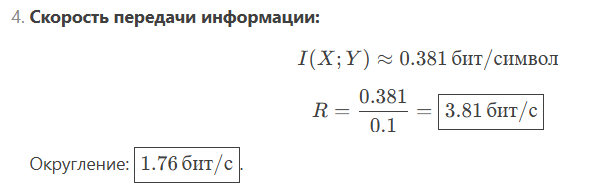 4. Скорость передачи информации:
I(X; Y) ≈ 0.381 бит/символ
R = 0.381/0.1 = 3.81 бит/с
Округление: 1.76 бит/с.